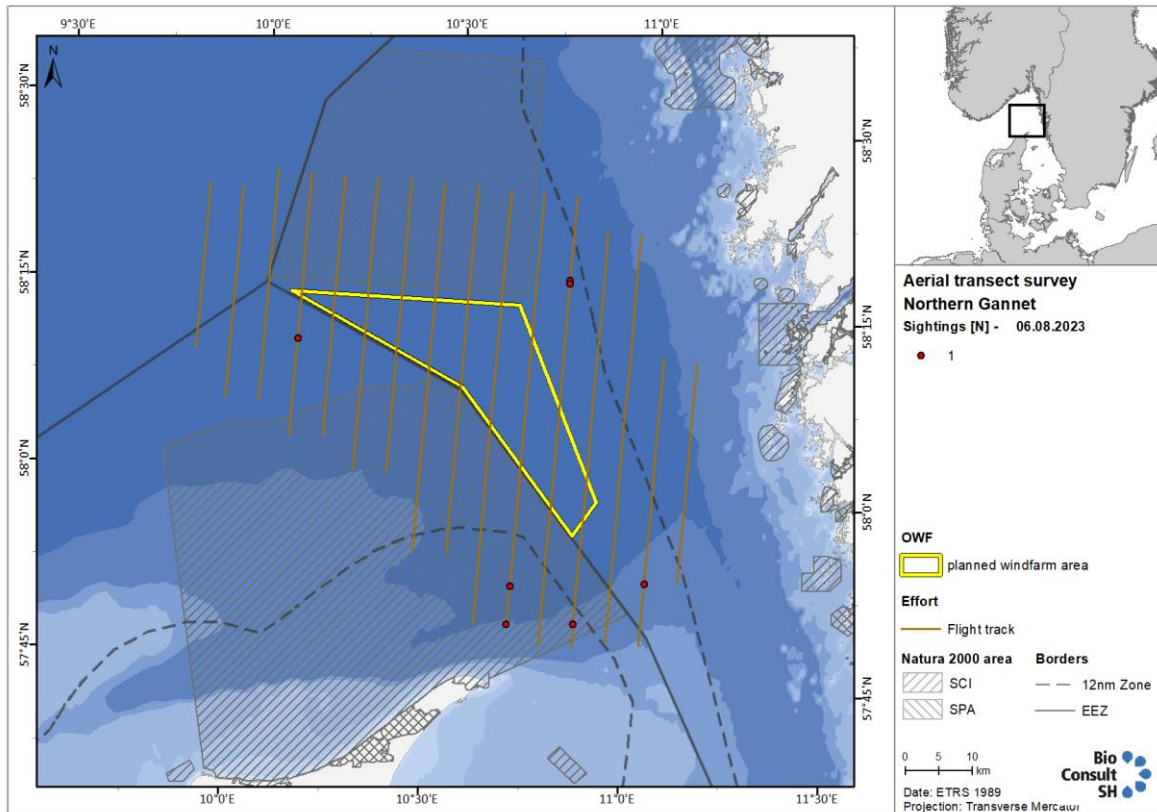 9°30'E
10°0'E
10°30'E
11°0'E
N
58°30'N
58°15'N
58°0'N
57°45'N
58°30'N
58°15'N
58°0'N
57°45'N
10°0'E
10°30'E
11°0'E
11°30'E
Aerial transect survey
Northern Gannet
Sightings [N] - 06.08.2023
1
OWF
planned windfarm area
Effort
Flight track
Natura 2000 area Borders
SCI 12nm Zone
SPA EEZ
0 5 10
km
Date: ETRS 1989
Projection: Transverse Mercator
Bio
Consult
SH